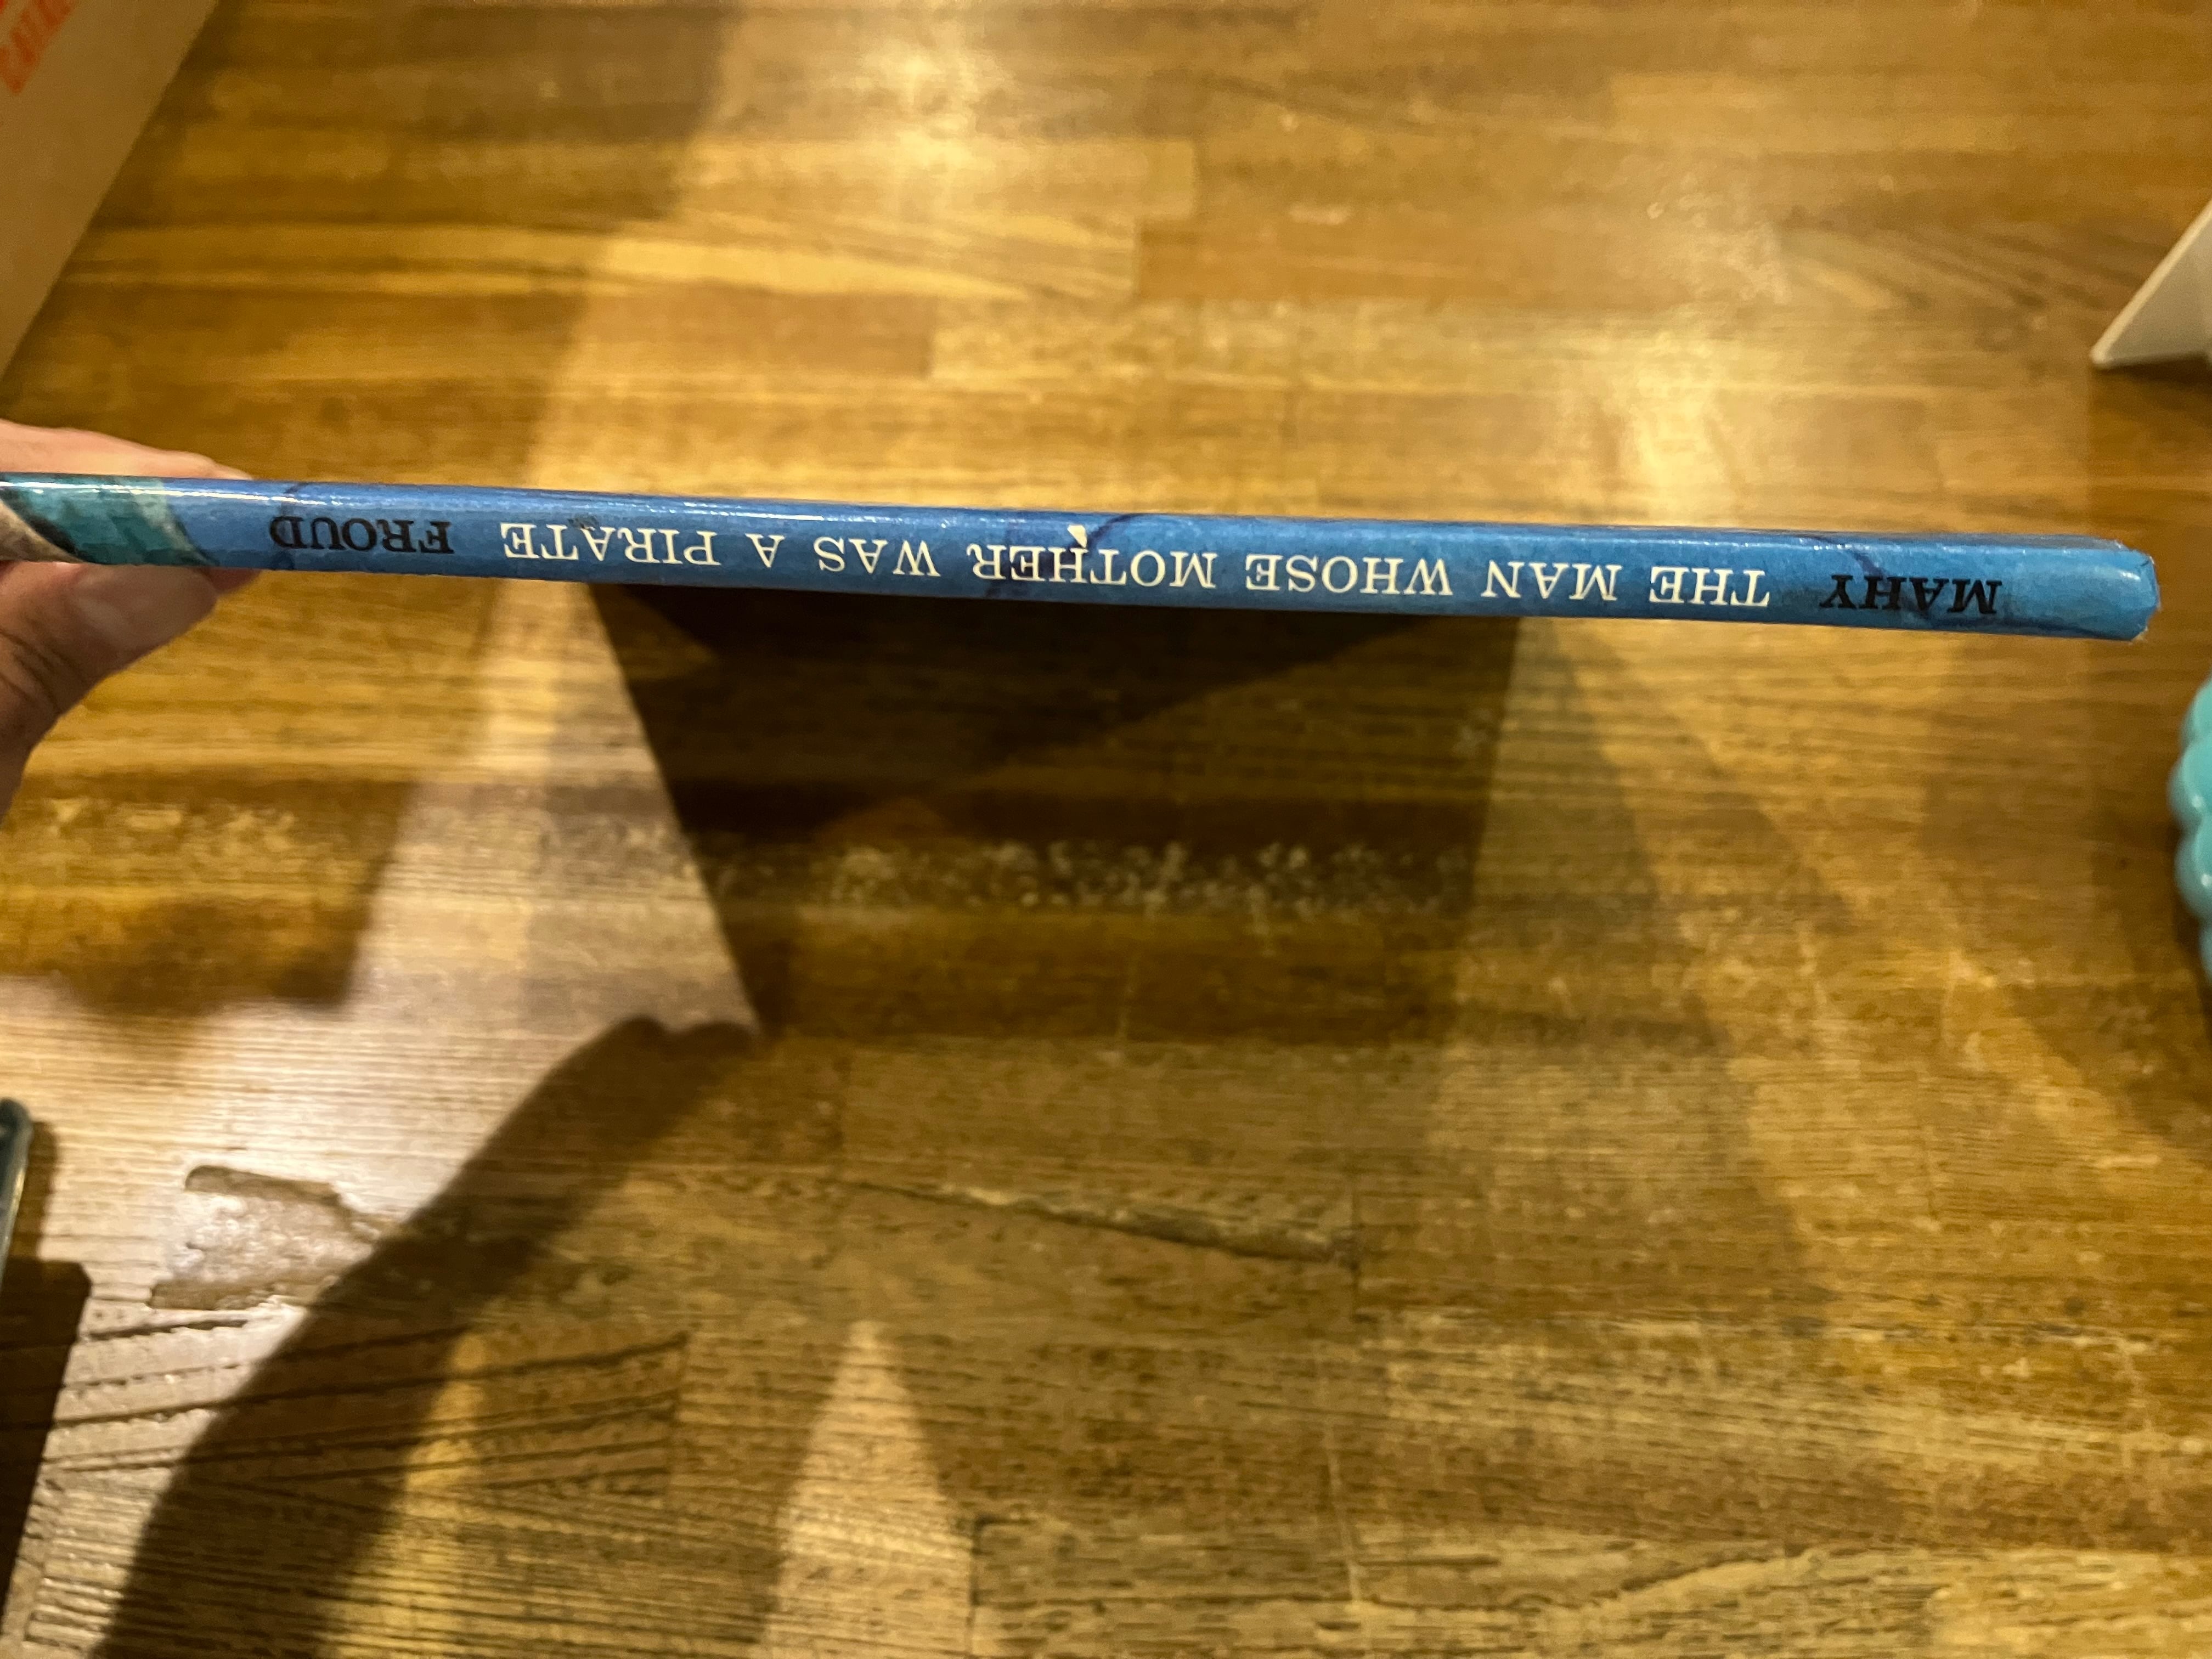 MAHY THE MAN WHOSE MOTHER WAS A PIRATE FROUD